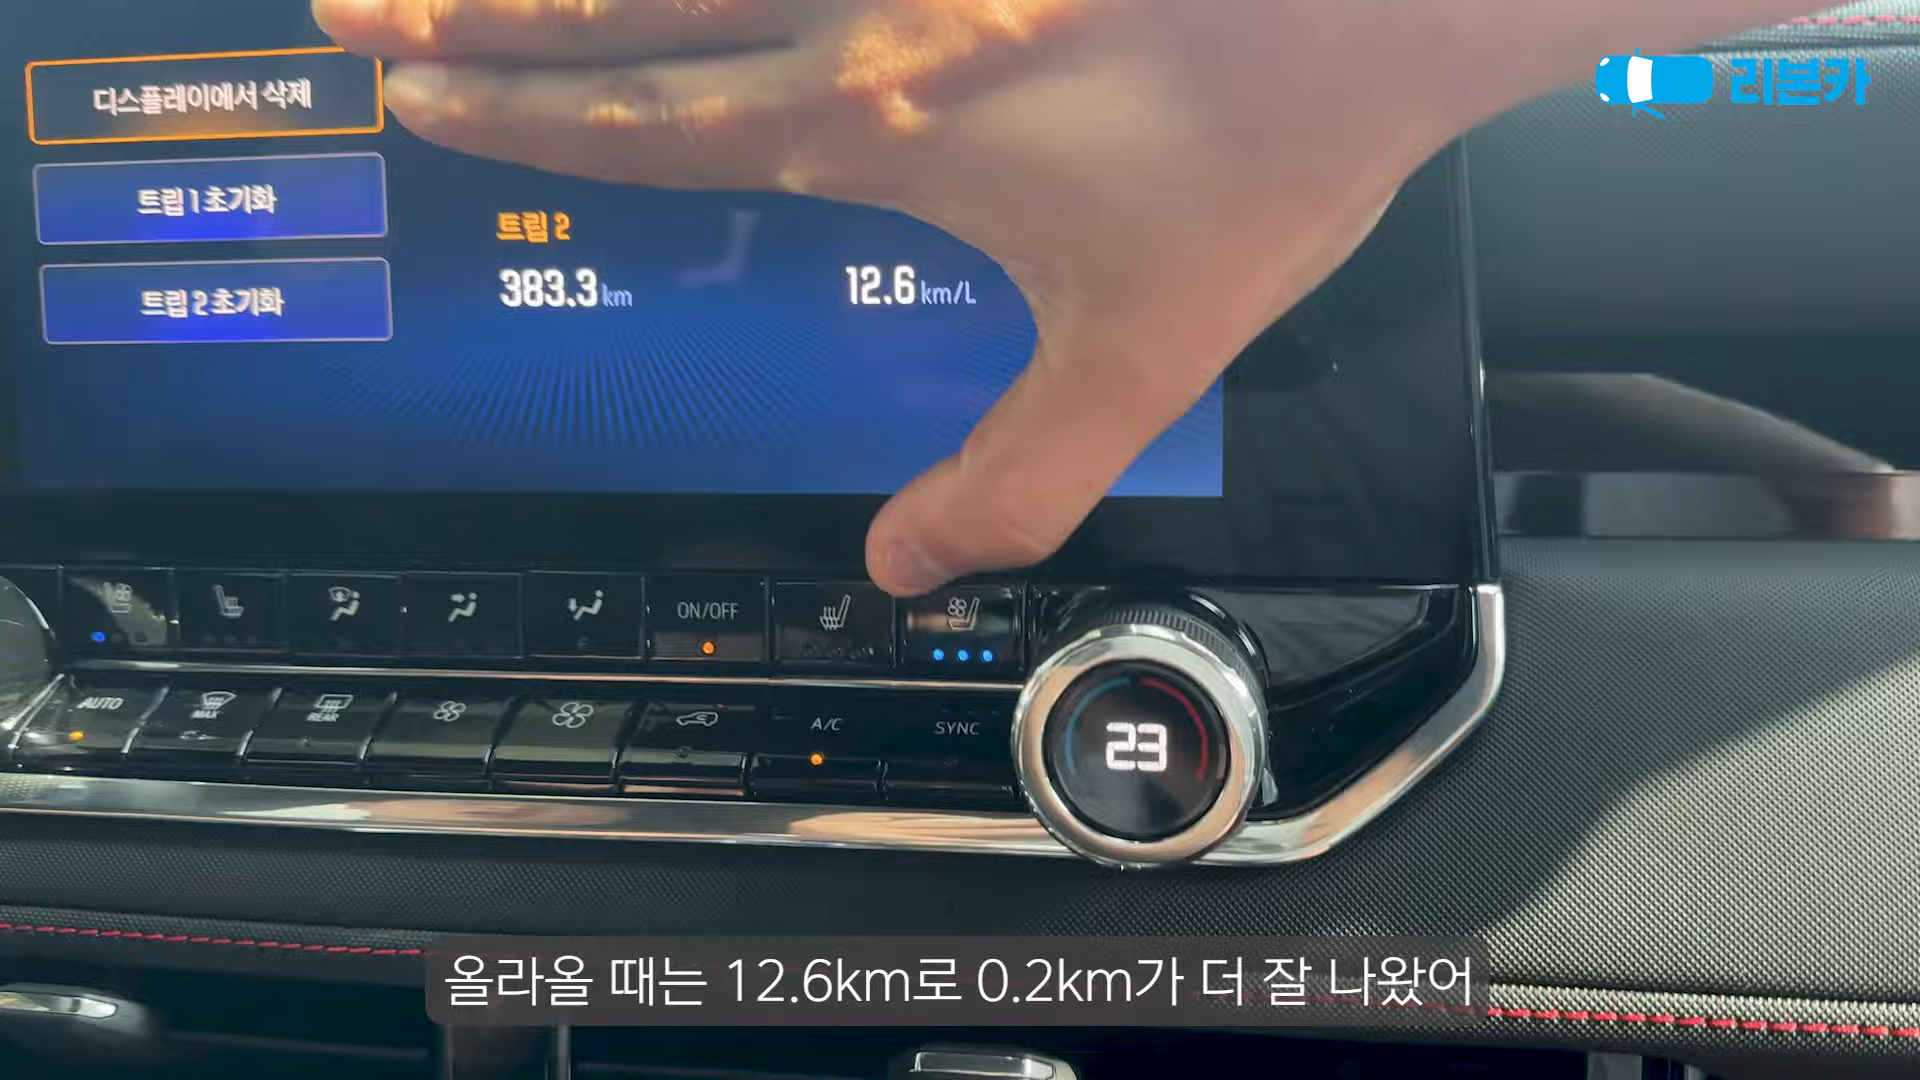 리본카
디스플레이에서 삭제
트립 1 초기화
트립 2 초기화
트립 2
383.3 km
12.6 km/L
ON/OFF
AUTO
MAX
REAR
A/C
SYNC
23
올라올 때는 12.6km로 0.2km가 더 잘 나왔어